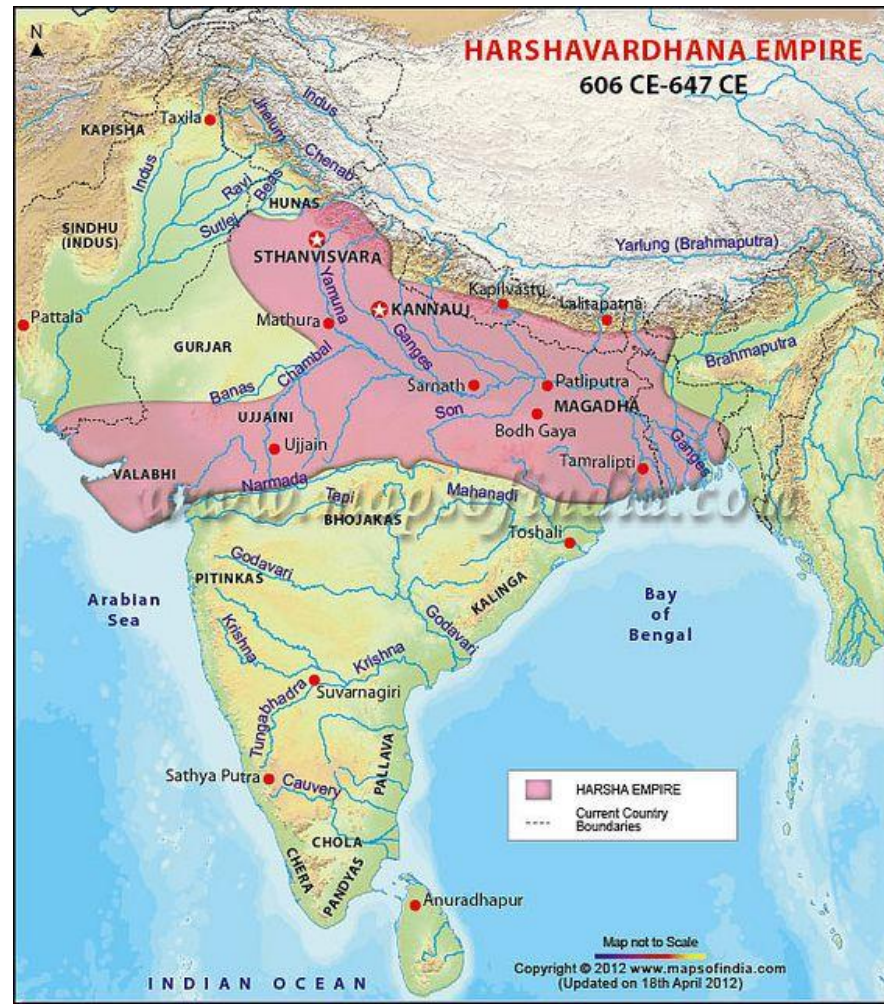 N
HARSHAVARDHANA EMPIRE
606 CE-647 CE
KAPISHA
Taxila
Indus
Jhelum
Chenab
Indus
Ravi
Beas
HUNAS
Sutlej
SINDHU
(INDUS)
STHANVISVARA
Yarlung (Brahmaputra)
Pattala
Mathura
Yamuna
KANNAUJ
Kapilvastu
Lalitapatna
GURJAR
Chambal
Ganges
Brahmaputra
Banas
Sarnath
Patliputra
UJJAINI
Son
MAGADHA
Ujjain
Bodh Gaya
VALABHI
Tamralipti
Ganges
Narmada
Tapi
Mahanadi
www.mapsofindia.com
BHOJAKAS
Toshali
Godavari
PITINKAS
KALINGA
Arabian
Sea
Bay
of
Bengal
Krishna
Krishna
Godavari
Suvarnagiri
Tungabhadra
Sathya Putra
Cauvery
PALLAVA
HARSHA EMPIRE
Current Country
Boundaries
CHOLA
CHERA
PANDYAS
Anuradhapur
INDIAN OCEAN
Map not to Scale
Copyright © 2012 www.mapsofindia.com
(Updated on 18th April 2012)